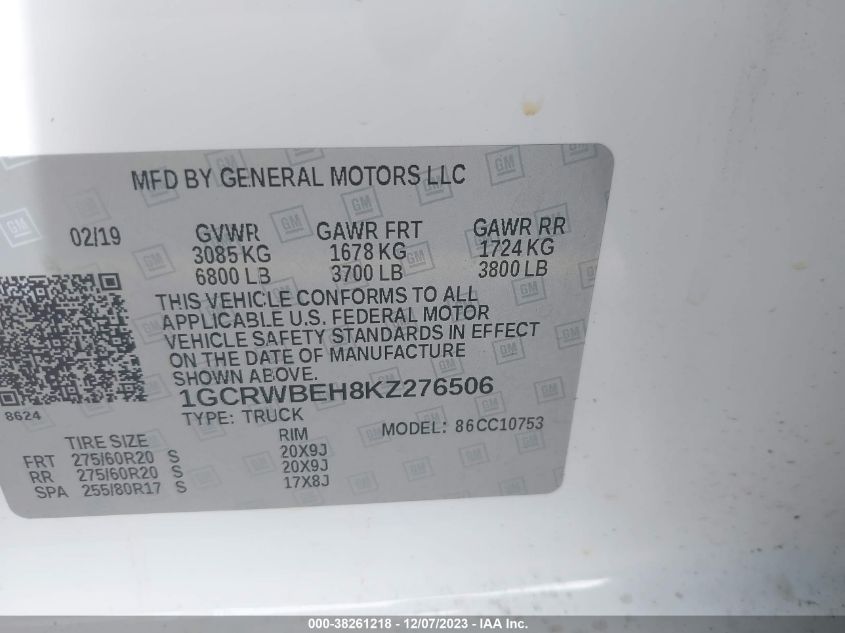 MFD BY GENERAL MOTORS LLC
02/19 GVWR GAWR FRT GAWR RR
3085 KG 1678 KG 1724 KG
6800 LB 3700 LB 3800 LB
THIS VEHICLE CONFORMS TO ALL
APPLICABLE U.S. FEDERAL MOTOR
VEHICLE SAFETY STANDARDS IN EFFECT
ON THE DATE OF MANUFACTURE
SHOWN ABOVE.
1GCRWBEH8KZ276506
8624
TYPE: TRUCK MODEL: 86CC10753
TIRE SIZE RIM
FRT 275/60R20 S 20X9J
RR 275/60R20 S 20X9J
SPA 255/80R17 S 17X8J
000-38261218 - 12/07/2023 - IAA Inc.